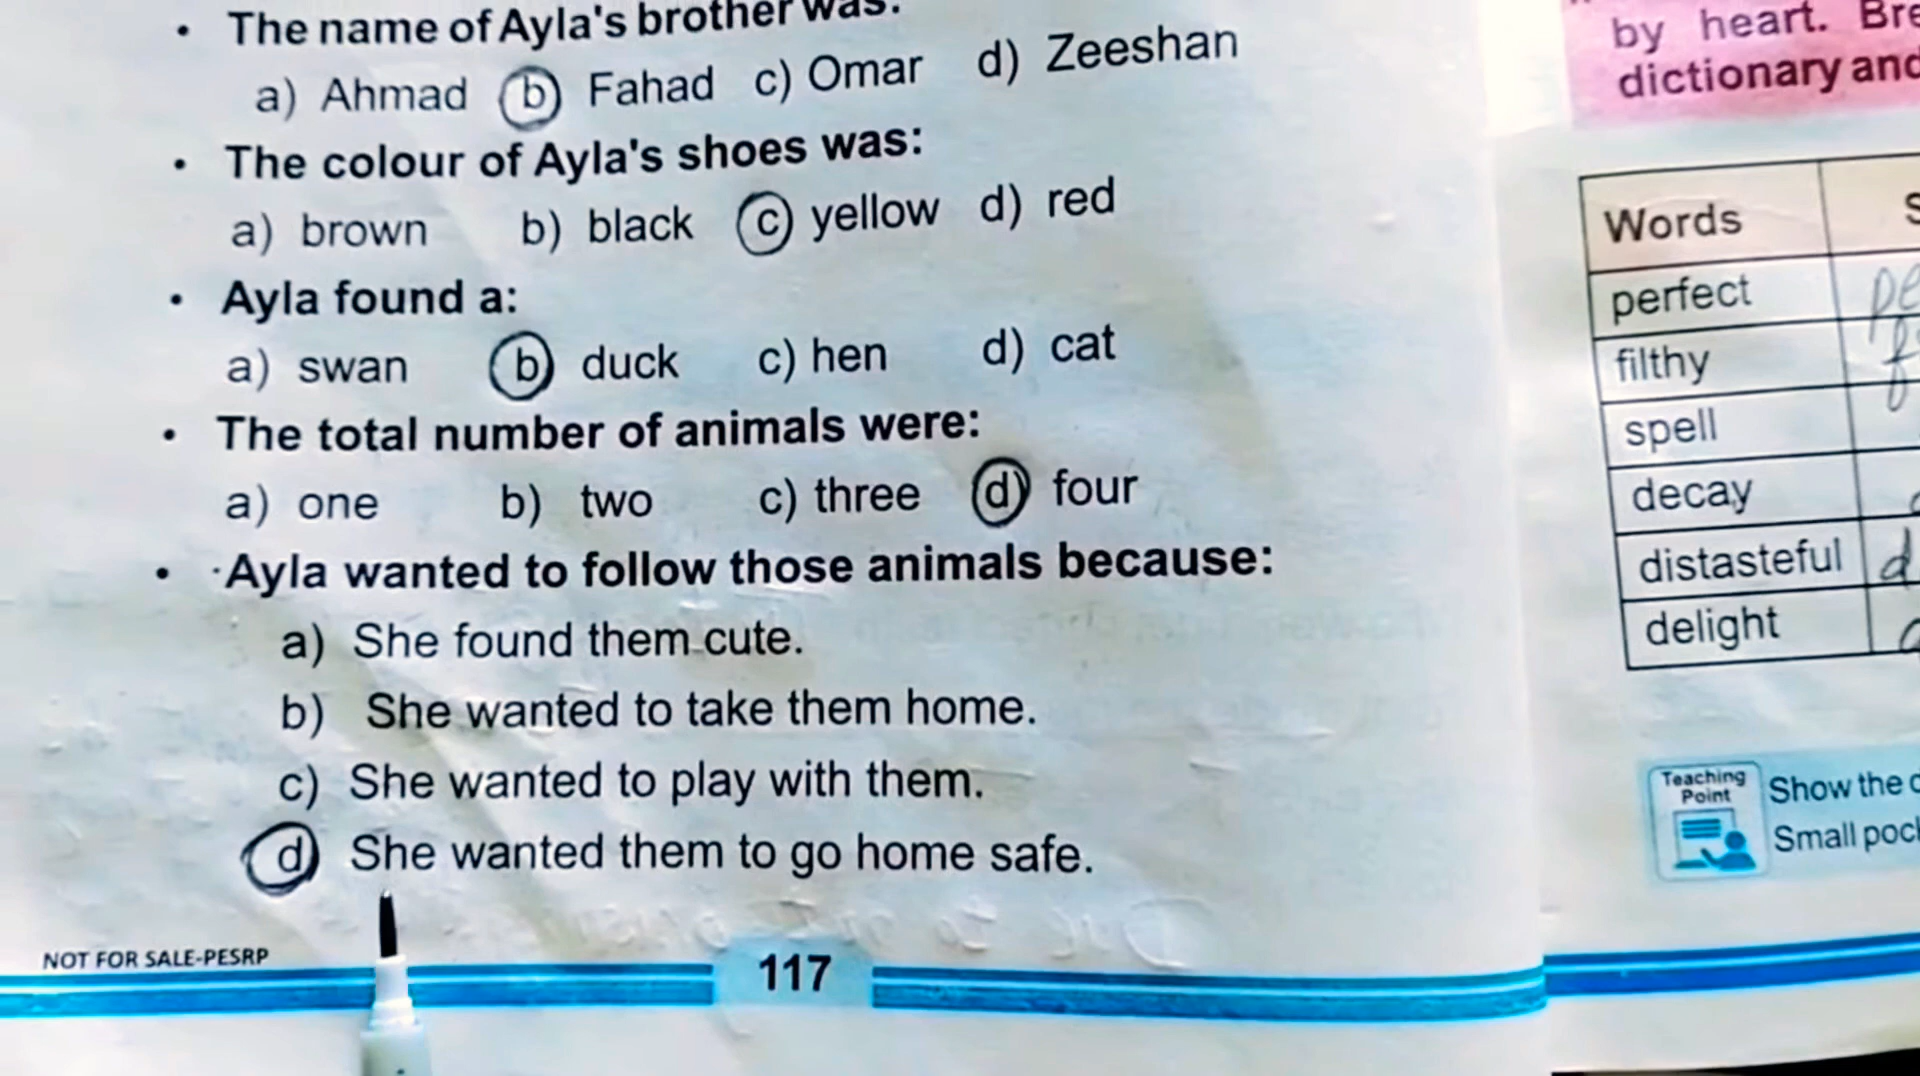 • The name of Ayla's brother was:
a) Ahmad b) Fahad c) Omar d) Zeeshan
• The colour of Ayla's shoes was:
a) brown b) black c) yellow d) red
• Ayla found a:
a) swan b) duck c) hen d) cat
• The total number of animals were:
a) one b) two c) three d) four
• Ayla wanted to follow those animals because:
a) She found them cute.
b) She wanted to take them home.
c) She wanted to play with them.
d) She wanted them to go home safe.
NOT FOR SALE-PESRP
117
by heart.
dictionary and
Words
perfect
filthy
spell
decay
distasteful
delight
Teaching
Point
Show the
Small